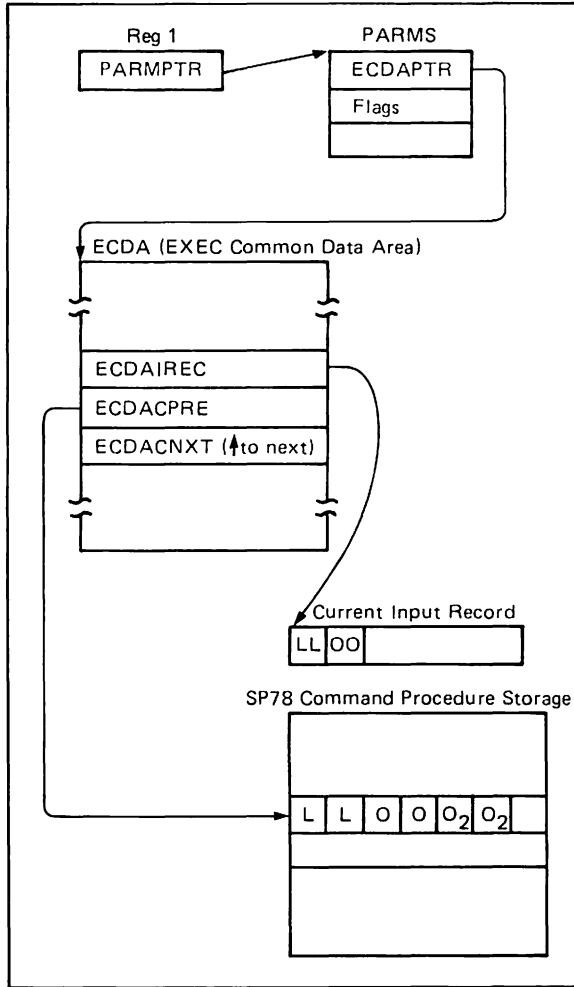 Reg 1
PARMS
PARMPTR
ECDAPTR
Flags
ECDA (EXEC Common Data Area)
ECDAIREC
ECDACPRE
ECDACNXT (↑to next)
Current Input Record
LL OO
SP78 Command Procedure Storage
L L O O O₂ O₂